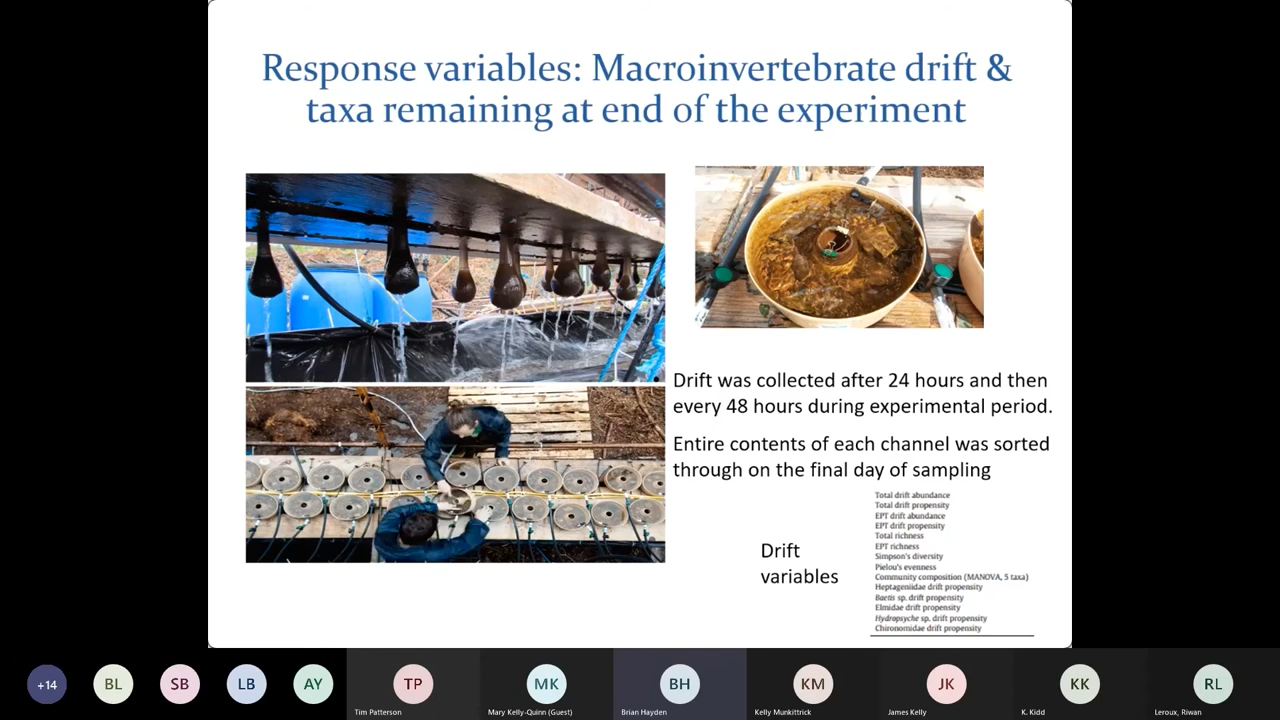 Response variables: Macroinvertebrate drift &
taxa remaining at end of the experiment
Drift was collected after 24 hours and then
every 48 hours during experimental period.
Entire contents of each channel was sorted
through on the final day of sampling
Drift
variables
Total drift abundance
Total drift propensity
EPT drift abundance
EPT drift propensity
Total richness
EPT richness
Simpson's diversity
Pielou's evenness
Community composition (MANOVA, 5 taxa)
Heptageniidae drift propensity
Baetis sp. drift propensity
Elmidae drift propensity
Hydropsyche sp. drift propensity
Chironomidae drift propensity
+14
BL
SB
LB
AY
TP
Tim Patterson
MK
Mary Kelly-Quinn (Guest)
BH
Brian Hayden
KM
Kelly Munkittrick
JK
James Kelly
KK
K. Kidd
RL
Leroux, Riwan